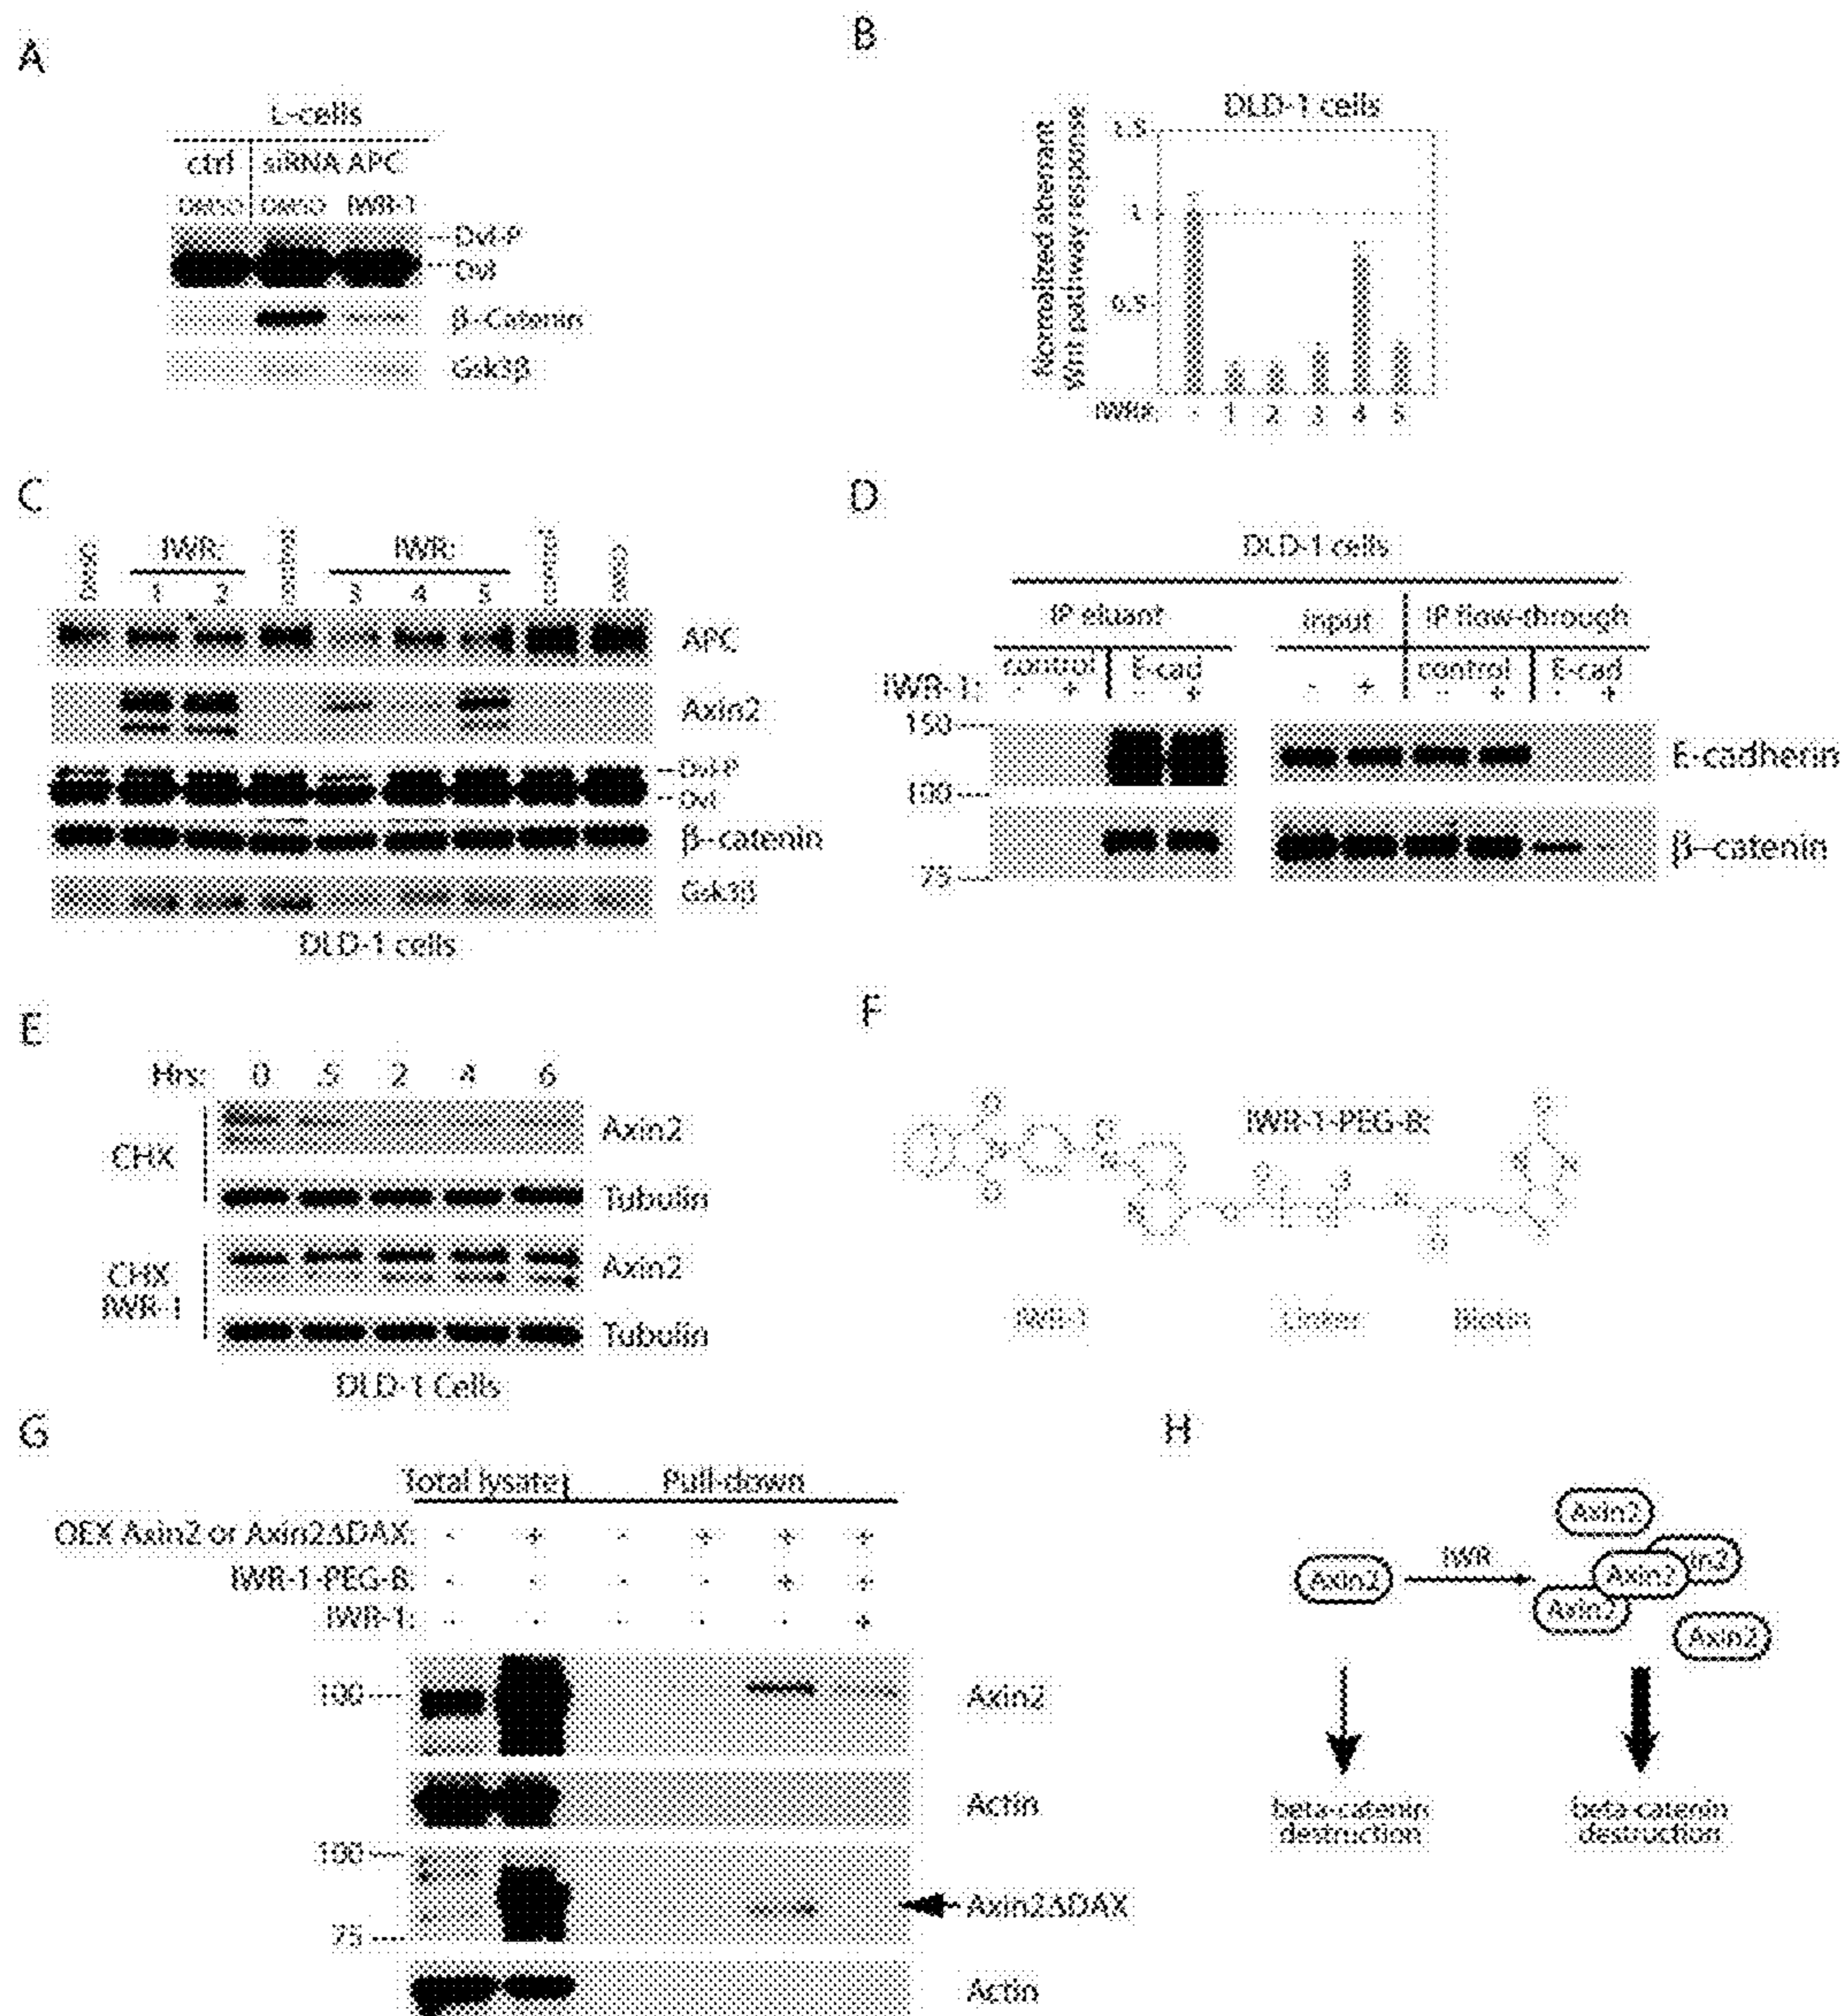 A
L-cells
ctrl siRNA APC
DMSO DMSO IWR-1
Dvl-P
Dvl
β-Catenin
Gsk3β
B
DLD-1 cells
Normalized aberrant
Wnt pathway response
1.5
1
0.5
IWR#: - 1 2 3 4 5
C
DMSO IWR: IWR: DMSO
1 2 3 4 5
APC
Axin2
Dvl-P
Dvl
β-catenin
Gsk3β
DLD-1 cells
D
DLD-1 cells
IP eluant input IP flow-through
control E-cad control E-cad
IWR-1: - + - + - + - + - +
150
100
75
E-cadherin
β-catenin
E
Hrs: 0 .5 2 4 6
CHX
Axin2
Tubulin
CHX
IWR-1
Axin2
Tubulin
DLD-1 Cells
F
IWR-1-PEG-B:
IWR-1 Linker Biotin
G
Total lysate Pull-down
OEX Axin2 or Axin2ΔDAX: - + - + + +
IWR-1-PEG-B: - - - - + +
IWR-1: - - - - - +
100
Axin2
Actin
100
75
Axin2ΔDAX
Actin
H
Axin2
IWR
Axin2
Axin2
Axin2
Axin2
beta-catenin
destruction
beta-catenin
destruction